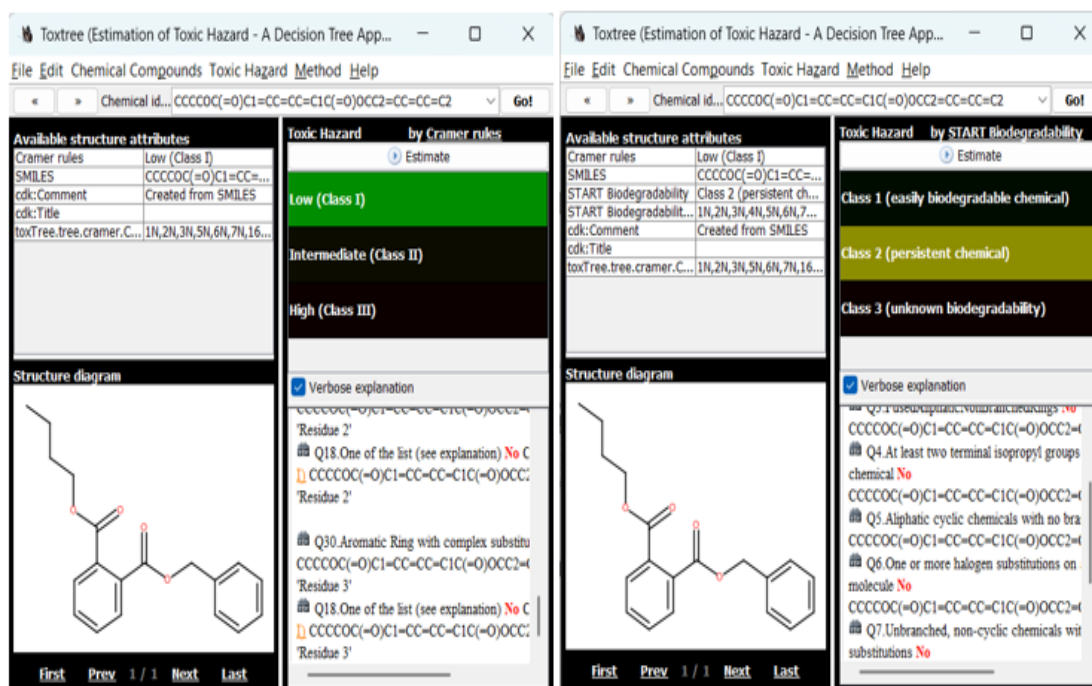 Toxtree (Estimation of Toxic Hazard - A Decision Tree App...
File Edit Chemical Compounds Toxic Hazard Method Help
« » Chemical id... CCCCOC(=O)C1=CC=CC=C1C(=O)OCC2=CC=CC=C2 Go!
Available structure attributes
Cramer rules Low (Class I)
SMILES CCCCOC(=O)C1=CC=...
cdk:Comment Created from SMILES
cdk:Title
toxTree.tree.cramer.C... 1N,2N,3N,5N,6N,7N,16...
Structure diagram
O
O
O
O
First Prev 1 / 1 Next Last
Toxic Hazard by Cramer rules
Estimate
Low (Class I)
Intermediate (Class II)
High (Class III)
Verbose explanation
CCCCOC(=O)C1=CC=CC=C1C(=O)OCC2=
'Residue 2'
Q18.One of the list (see explanation) No C
CCCCOC(=O)C1=CC=CC=C1C(=O)OCC2
'Residue 2'
Q30.Aromatic Ring with complex substitu
CCCCOC(=O)C1=CC=CC=C1C(=O)OCC2=
'Residue 3'
Q18.One of the list (see explanation) No C
CCCCOC(=O)C1=CC=CC=C1C(=O)OCC2
'Residue 3'
Toxtree (Estimation of Toxic Hazard - A Decision Tree App...
File Edit Chemical Compounds Toxic Hazard Method Help
« » Chemical id... CCCCOC(=O)C1=CC=CC=C1C(=O)OCC2=CC=CC=C2 Go!
Available structure attributes
Cramer rules Low (Class I)
SMILES CCCCOC(=O)C1=CC=...
START Biodegradability Class 2 (persistent ch...
START Biodegradabilit... 1N,2N,3N,4N,5N,6N,7...
cdk:Comment Created from SMILES
cdk:Title
toxTree.tree.cramer.C... 1N,2N,3N,5N,6N,7N,16...
Structure diagram
O
O
O
O
First Prev 1 / 1 Next Last
Toxic Hazard by START Biodegradability
Estimate
Class 1 (easily biodegradable chemical)
Class 2 (persistent chemical)
Class 3 (unknown biodegradability)
Verbose explanation
Q3.FusedAliphaticNonbranchedRings No
CCCCOC(=O)C1=CC=CC=C1C(=O)OCC2=C
Q4.At least two terminal isopropyl groups
chemical No
CCCCOC(=O)C1=CC=CC=C1C(=O)OCC2=C
Q5.Aliphatic cyclic chemicals with no bra
CCCCOC(=O)C1=CC=CC=C1C(=O)OCC2=C
Q6.One or more halogen substitutions on
molecule No
CCCCOC(=O)C1=CC=CC=C1C(=O)OCC2=C
Q7.Unbranched, non-cyclic chemicals wit
substitutions No